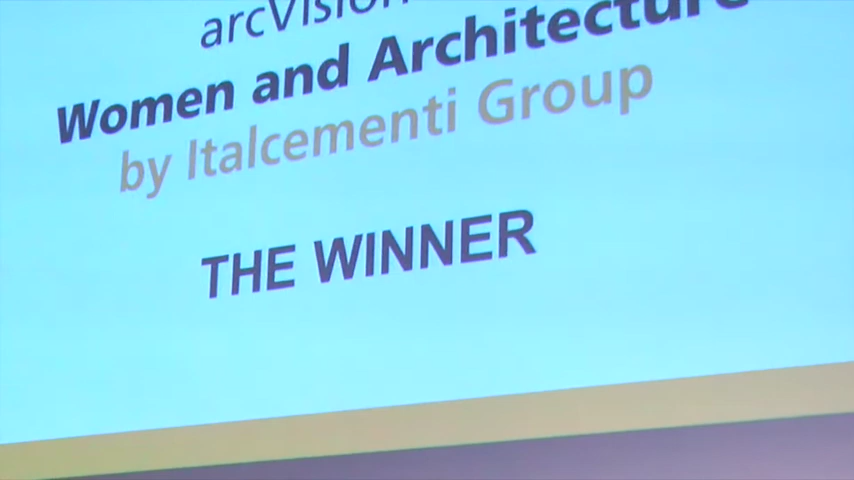 arcVision
Women and Architecture
by Italcementi Group
THE WINNER